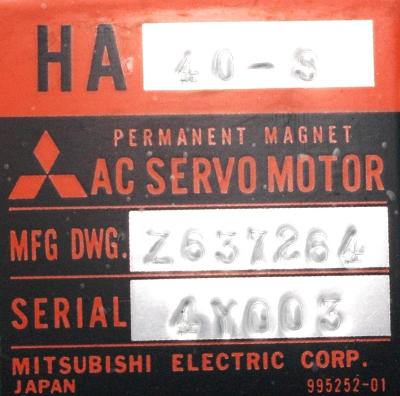 HA 40-S
PERMANENT MAGNET
AC SERVO MOTOR
MFG DWG. Z637264
SERIAL 4X003
MITSUBISHI ELECTRIC CORP.
JAPAN 995252-01